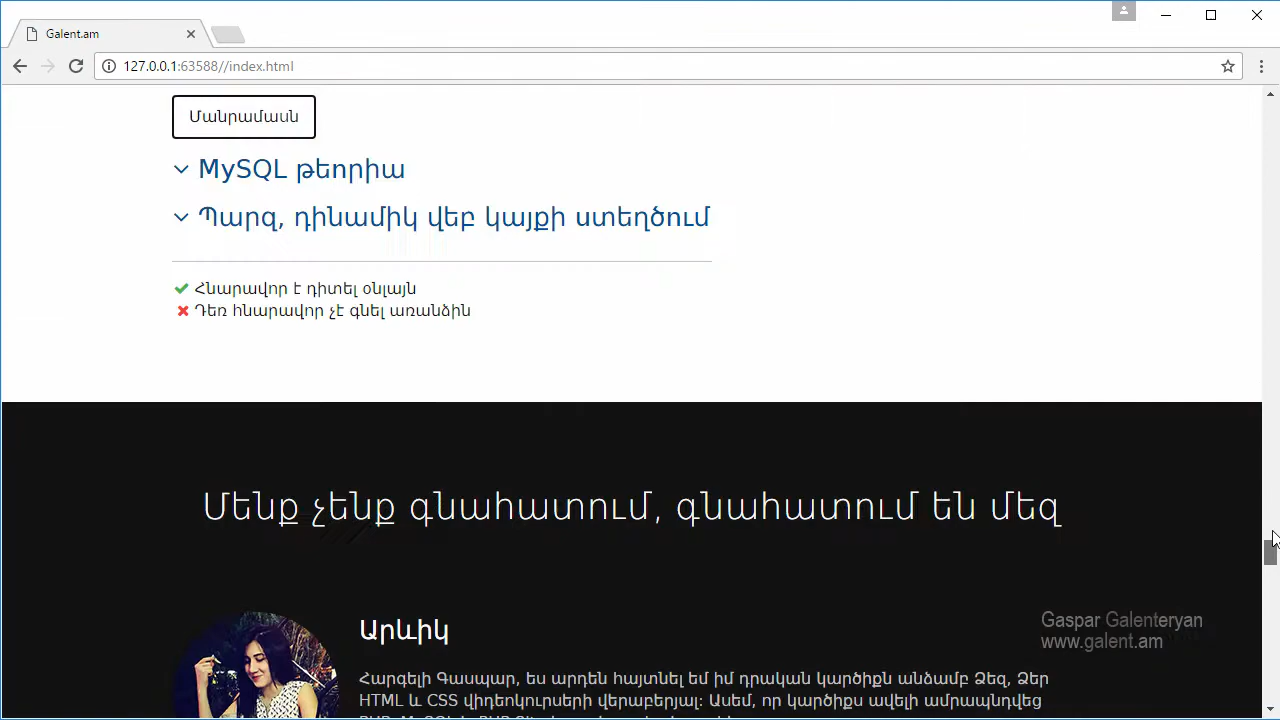 Galent.am
127.0.0.1:63588//index.html
Մանրամասն
MySQL թեորիա
Պարզ, դինամիկ վեբ կայքի ստեղծում
Հնարավոր է դիտել օնլայն
Դեռ հնարավոր չէ գնել առանձին
Մենք չենք գնահատում, գնահատում են մեզ
Արևիկ
Gaspar Galenteryan
www.galent.am
Հարգելի Գասպար, ես արդեն հայտնել եմ իմ դրական կարծիքն անձամբ Ձեզ, Ձեր
HTML և CSS վիդեոկուրսերի վերաբերյալ: Ասեմ, որ կարծիքս ավելի ամրապնդվեց